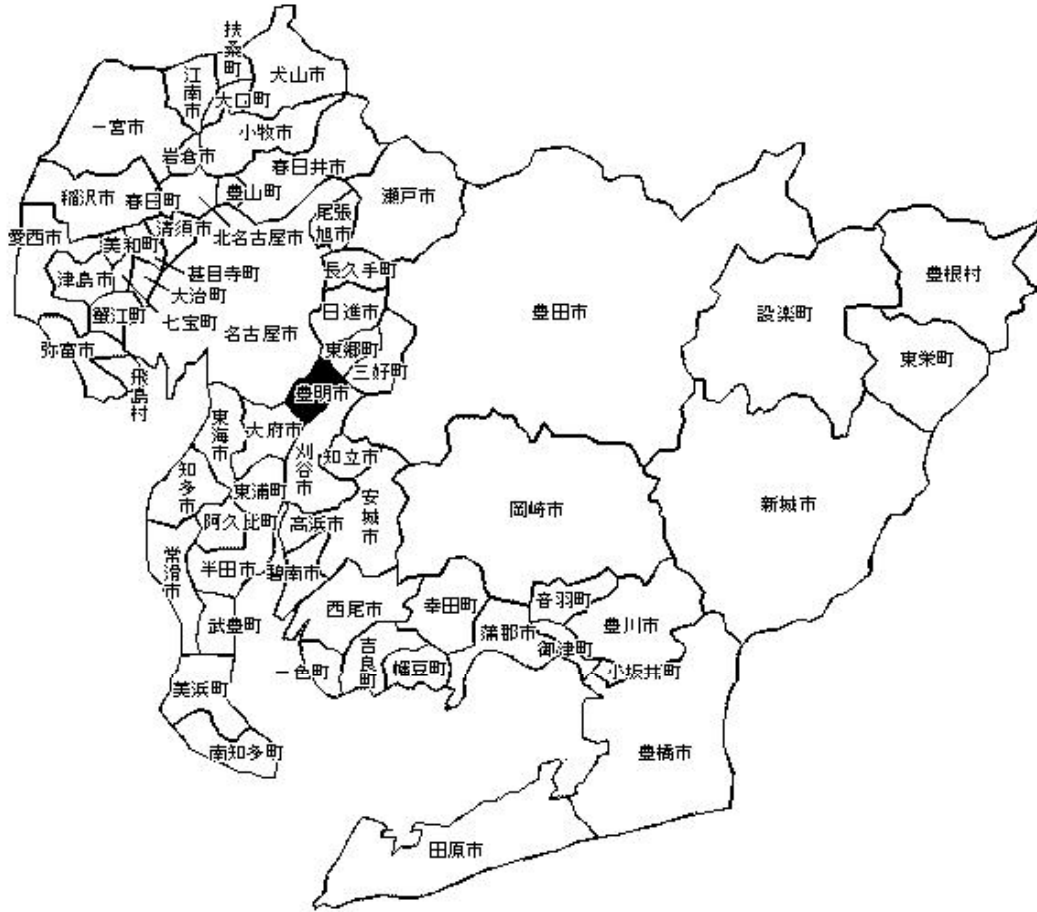 扶桑町
犬山市
江南市
大口町
一宮市
小牧市
岩倉市
春日井市
稲沢市
春日町
豊山町
瀬戸市
尾張旭市
清須市
北名古屋市
愛西市
美和町
甚目寺町
長久手町
津島市
大治町
豊根村
蟹江町
七宝町
日進市
豊田市
設楽町
名古屋市
弥富市
東郷町
東栄町
三好町
飛島村
豊明市
東海市
大府市
刈谷市
知立市
知多市
東浦町
安城市
岡崎市
新城市
阿久比町
高浜市
常滑市
半田市
碧南市
西尾市
幸田町
音羽町
武豊町
蒲郡市
豊川市
御津町
一色町
吉良町
幡豆町
小坂井町
美浜町
南知多町
豊橋市
田原市